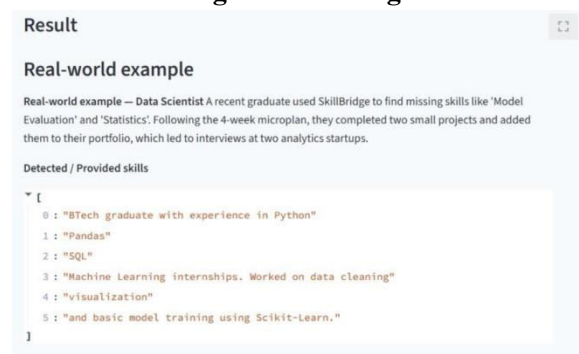 Result
Real-world example
Real-world example — Data Scientist A recent graduate used SkillBridge to find missing skills like 'Model
Evaluation' and 'Statistics'. Following the 4-week microplan, they completed two small projects and added
them to their portfolio, which led to interviews at two analytics startups.
Detected / Provided skills
[
0 : "BTech graduate with experience in Python"
1 : "Pandas"
2 : "SQL"
3 : "Machine Learning internships. Worked on data cleaning"
4 : "visualization"
5 : "and basic model training using Scikit-Learn."
]